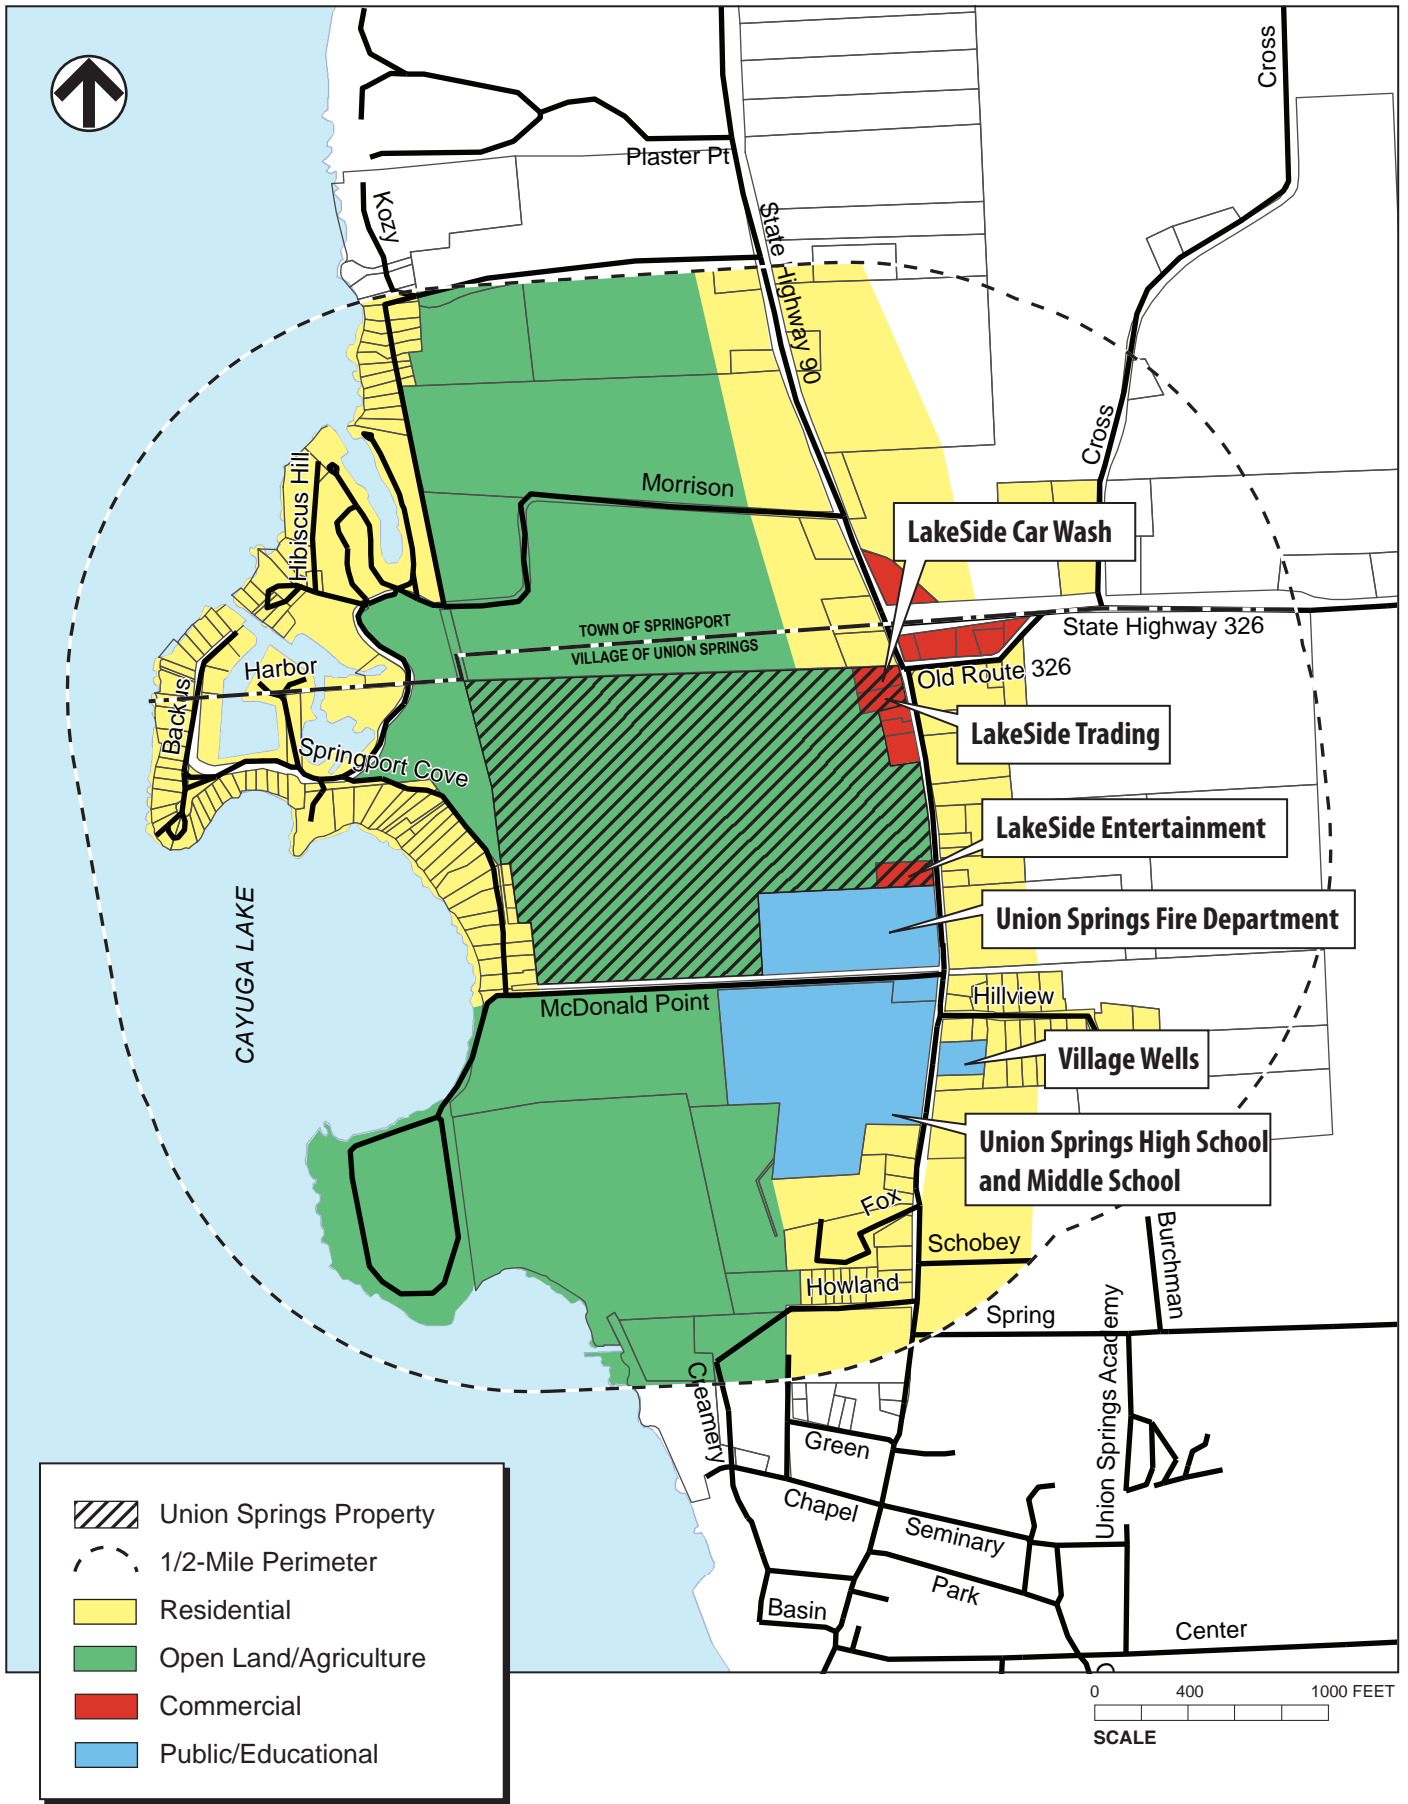 Cross
Plaster Pt
Kozy
State Highway 90
Cross
Morrison
Hibiscus Hill
LakeSide Car Wash
TOWN OF SPRINGPORT
VILLAGE OF UNION SPRINGS
State Highway 326
Harbor
Old Route 326
Backus
LakeSide Trading
Springport Cove
LakeSide Entertainment
CAYUGA LAKE
Union Springs Fire Department
McDonald Point
Hillview
Village Wells
Union Springs High School
and Middle School
Fox
Burchman
Schobey
Howland
Spring
Union Springs Academy
Creamery
Green
Chapel
Seminary
Park
Basin
Center
Union Springs Property
1/2-Mile Perimeter
Residential
Open Land/Agriculture
Commercial
Public/Educational
0 400 1000 FEET
SCALE